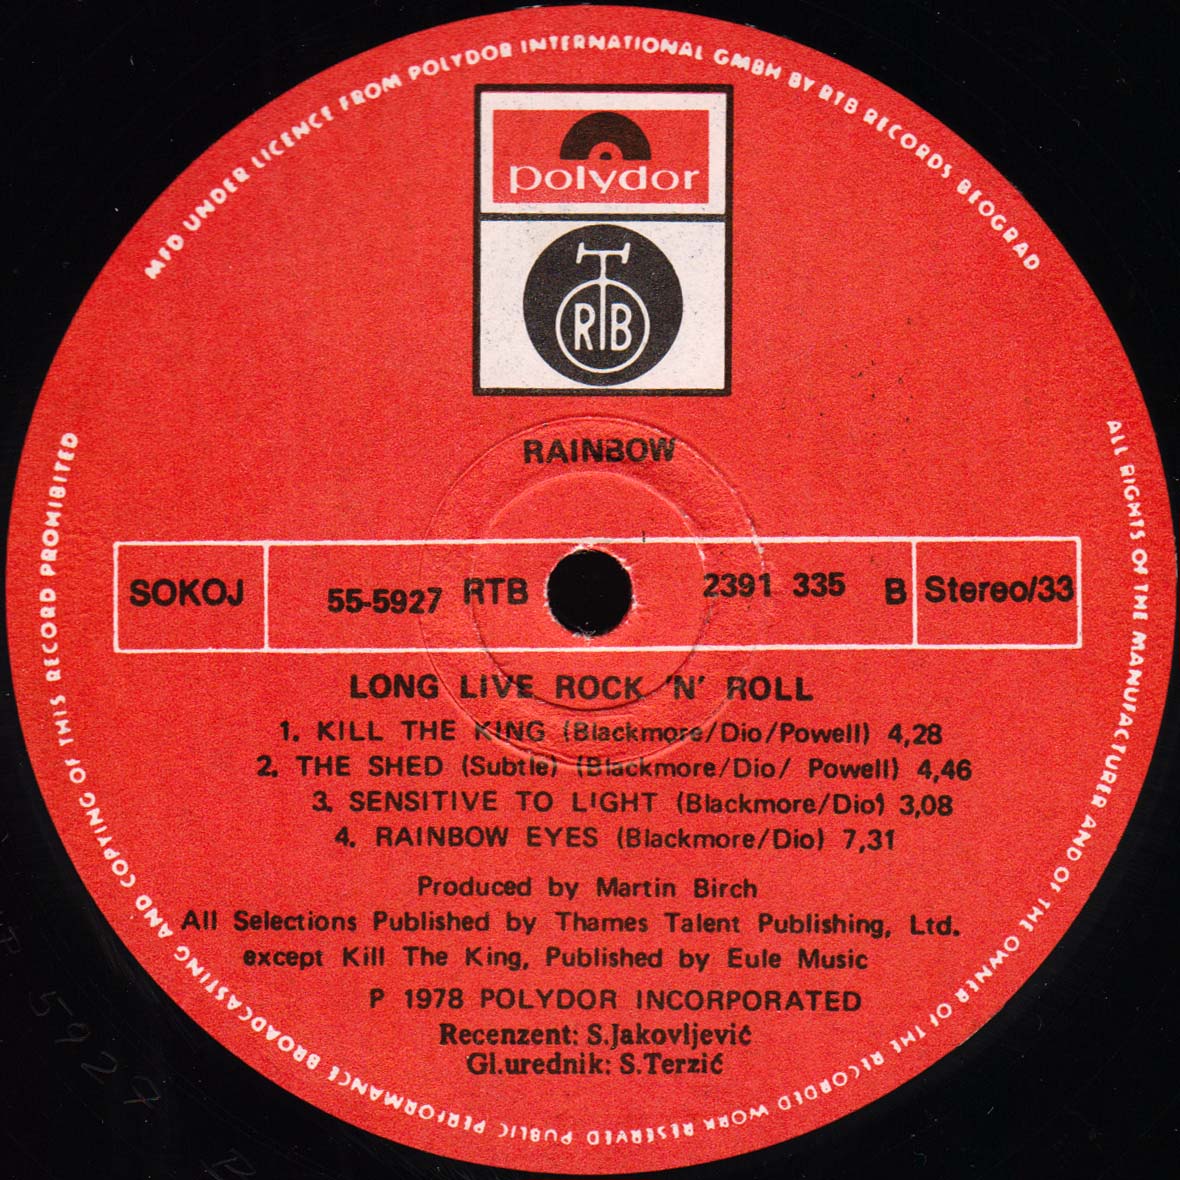 MFD UNDER LICENCE FROM POLYDOR INTERNATIONAL GMBH BY RTB RECORDS BEOGRAD
polydor
RTB
RAINBOW
SOKOJ 55-5927 RTB 2391 335 B Stereo/33
LONG LIVE ROCK 'N' ROLL
1. KILL THE KING (Blackmore/Dio/Powell) 4,28
2. THE SHED (Subtle) (Blackmore/Dio/ Powell) 4,46
3. SENSITIVE TO LIGHT (Blackmore/Dio) 3,08
4. RAINBOW EYES (Blackmore/Dio) 7,31
Produced by Martin Birch
All Selections Published by Thames Talent Publishing, Ltd.
except Kill The King, Published by Eule Music
P 1978 POLYDOR INCORPORATED
Recenzent: S.Jakovljević
Gl.urednik: S.Terzić
ALL RIGHTS OF THE MANUFACTURER AND OF THE OWNER OF THE RECORDED WORK RESERVED PUBLIC PERFORMANCE BROADCASTING AND COPYING OF THIS RECORD PROHIBITED
5927